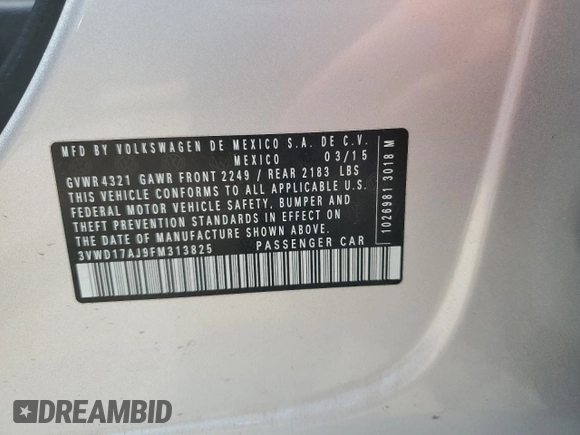 MFD BY VOLKSWAGEN DE MEXICO S.A. DE C.V.
MEXICO 03/15
GVWR 4321 GAWR FRONT 2249 / REAR 2183 LBS
THIS VEHICLE CONFORMS TO ALL APPLICABLE U.S.
FEDERAL MOTOR VEHICLE SAFETY, BUMPER AND
THEFT PREVENTION STANDARDS IN EFFECT ON
THE DATE OF MANUFACTURE SHOWN ABOVE.
3VWD17AJ9FM313825 PASSENGER CAR
1026981 3018 M
DREAMBID